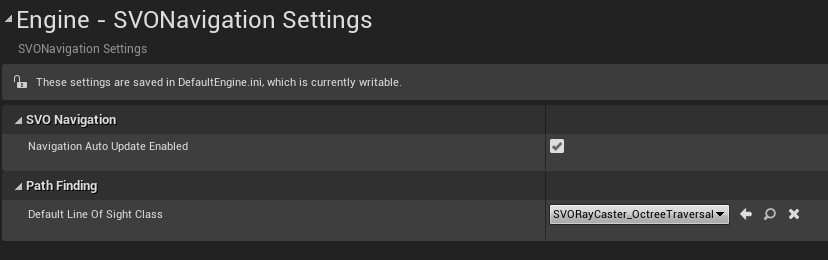 Engine - SVONavigation Settings
SVONavigation Settings
These settings are saved in DefaultEngine.ini, which is currently writable.
SVO Navigation
Navigation Auto Update Enabled
Path Finding
Default Line Of Sight Class
SVORayCaster_OctreeTraversal